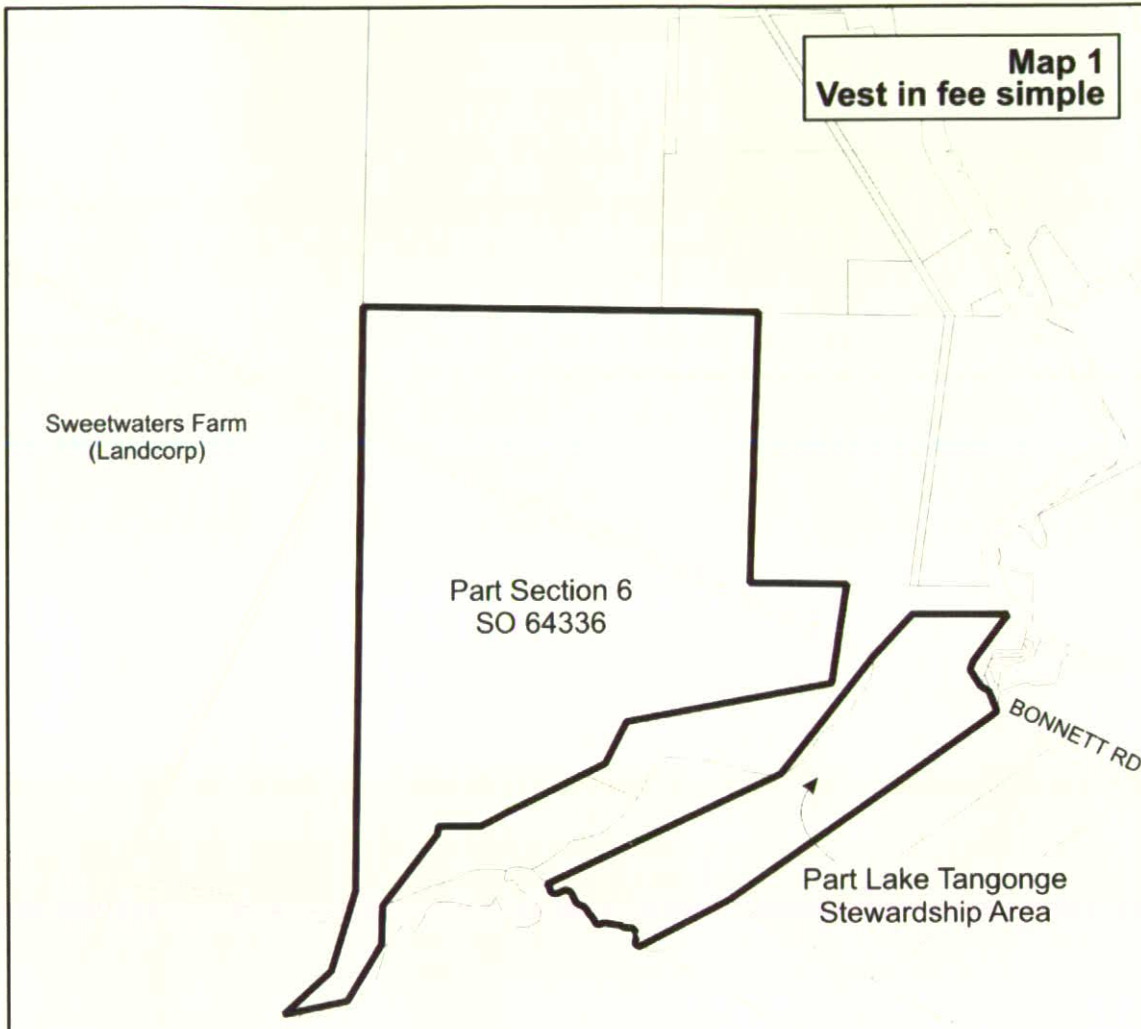 Map 1
Vest in fee simple
Sweetwaters Farm
(Landcorp)
Part Section 6
SO 64336
BONNETT RD
Part Lake Tangonge
Stewardship Area